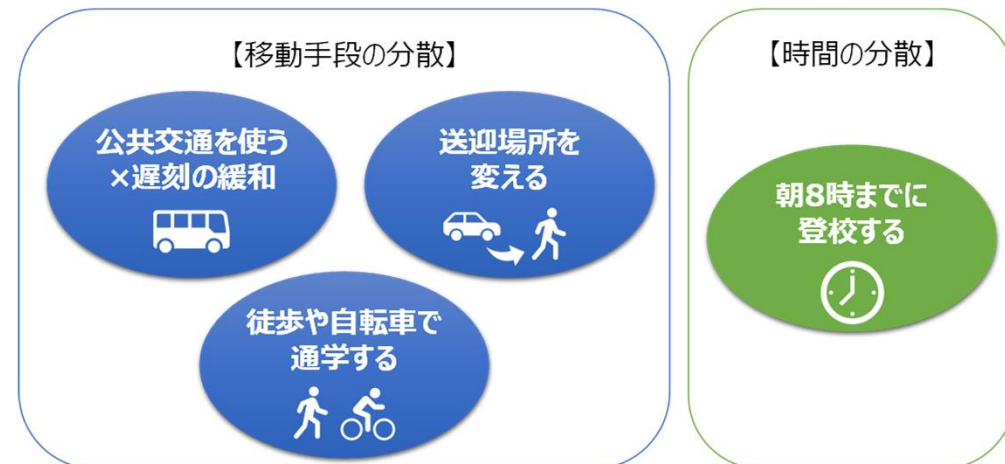 【移動手段の分散】
公共交通を使う
×遅刻の緩和
送迎場所を
変える
徒歩や自転車で
通学する
【時間の分散】
朝8時までに
登校する